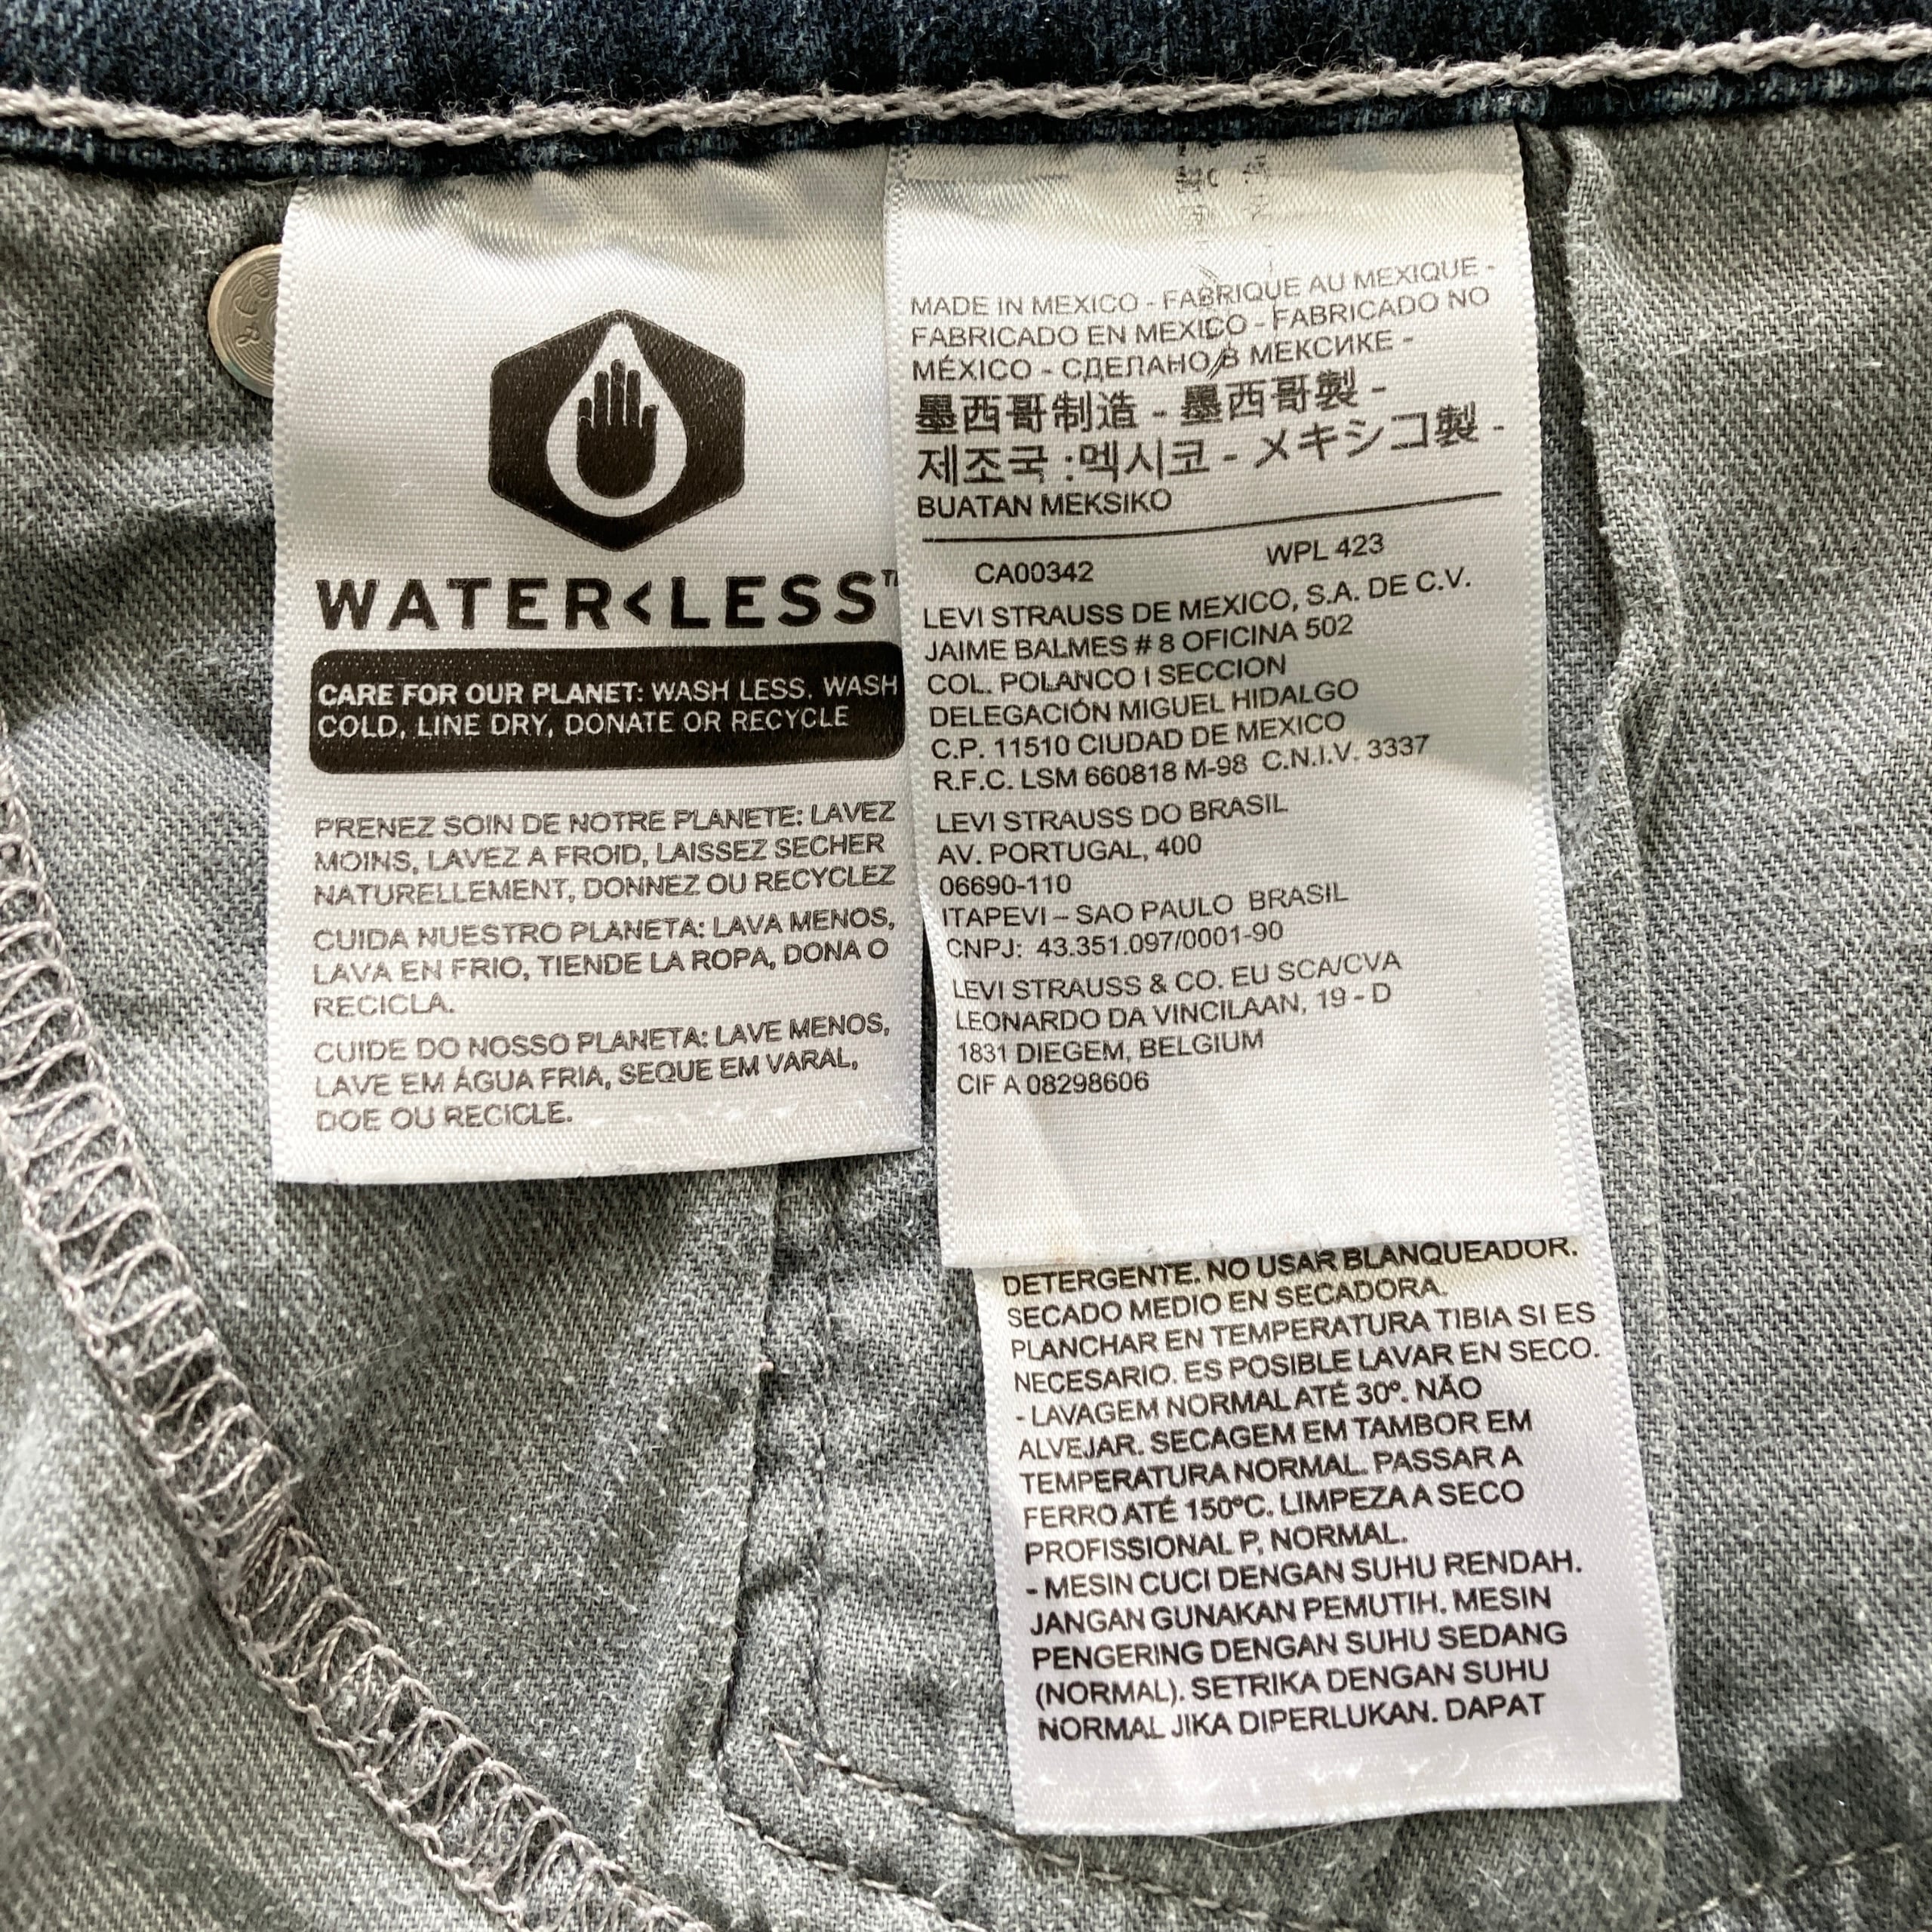 WATER<LESS™
CARE FOR OUR PLANET: WASH LESS, WASH
COLD, LINE DRY, DONATE OR RECYCLE
PRENEZ SOIN DE NOTRE PLANETE: LAVEZ
MOINS, LAVEZ A FROID, LAISSEZ SECHER
NATURELLEMENT, DONNEZ OU RECYCLEZ
CUIDA NUESTRO PLANETA: LAVA MENOS,
LAVA EN FRIO, TIENDE LA ROPA, DONA O
RECICLA.
CUIDE DO NOSSO PLANETA: LAVE MENOS,
LAVE EM ÁGUA FRIA, SEQUE EM VARAL,
DOE OU RECICLE.
MADE IN MEXICO - FABRIQUE AU MEXIQUE -
FABRICADO EN MEXICO - FABRICADO NO
MÉXICO - СДЕЛАНО В МЕКСИКЕ -
墨西哥制造 - 墨西哥製 -
제조국 :멕시코 - メキシコ製 -
BUATAN MEKSIKO
CA00342 WPL 423
LEVI STRAUSS DE MEXICO, S.A. DE C.V.
JAIME BALMES # 8 OFICINA 502
COL. POLANCO I SECCION
DELEGACIÓN MIGUEL HIDALGO
C.P. 11510 CIUDAD DE MEXICO
R.F.C. LSM 660818 M-98 C.N.I.V. 3337
LEVI STRAUSS DO BRASIL
AV. PORTUGAL, 400
06690-110
ITAPEVI – SAO PAULO BRASIL
CNPJ: 43.351.097/0001-90
LEVI STRAUSS & CO. EU SCA/CVA
LEONARDO DA VINCILAAN, 19 - D
1831 DIEGEM, BELGIUM
CIF A 08298606
DETERGENTE. NO USAR BLANQUEADOR.
SECADO MEDIO EN SECADORA.
PLANCHAR EN TEMPERATURA TIBIA SI ES
NECESARIO. ES POSIBLE LAVAR EN SECO.
- LAVAGEM NORMAL ATÉ 30º. NÃO
ALVEJAR. SECAGEM EM TAMBOR EM
TEMPERATURA NORMAL. PASSAR A
FERRO ATÉ 150ºC. LIMPEZA A SECO
PROFISSIONAL P, NORMAL.
- MESIN CUCI DENGAN SUHU RENDAH.
JANGAN GUNAKAN PEMUTIH. MESIN
PENGERING DENGAN SUHU SEDANG
(NORMAL). SETRIKA DENGAN SUHU
NORMAL JIKA DIPERLUKAN. DAPAT